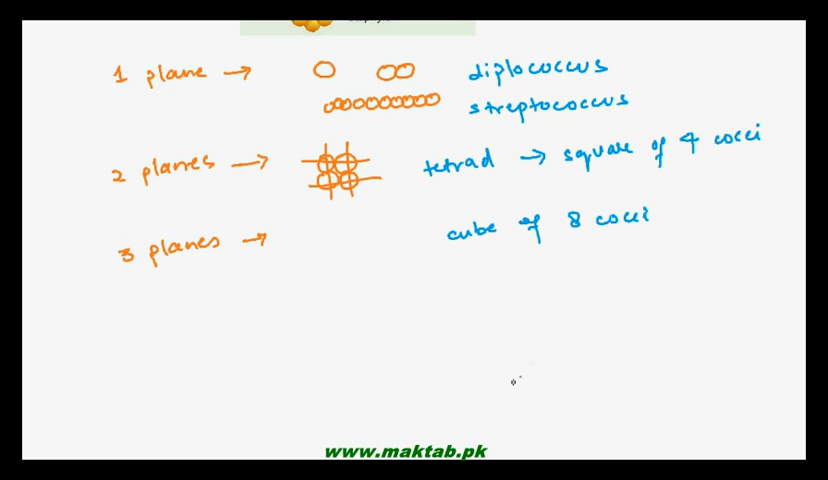 1 plane → diplococcus
streptococcus
2 planes → tetrad → square of 4 cocci
3 planes → cube of 8 cocci
www.maktab.pk